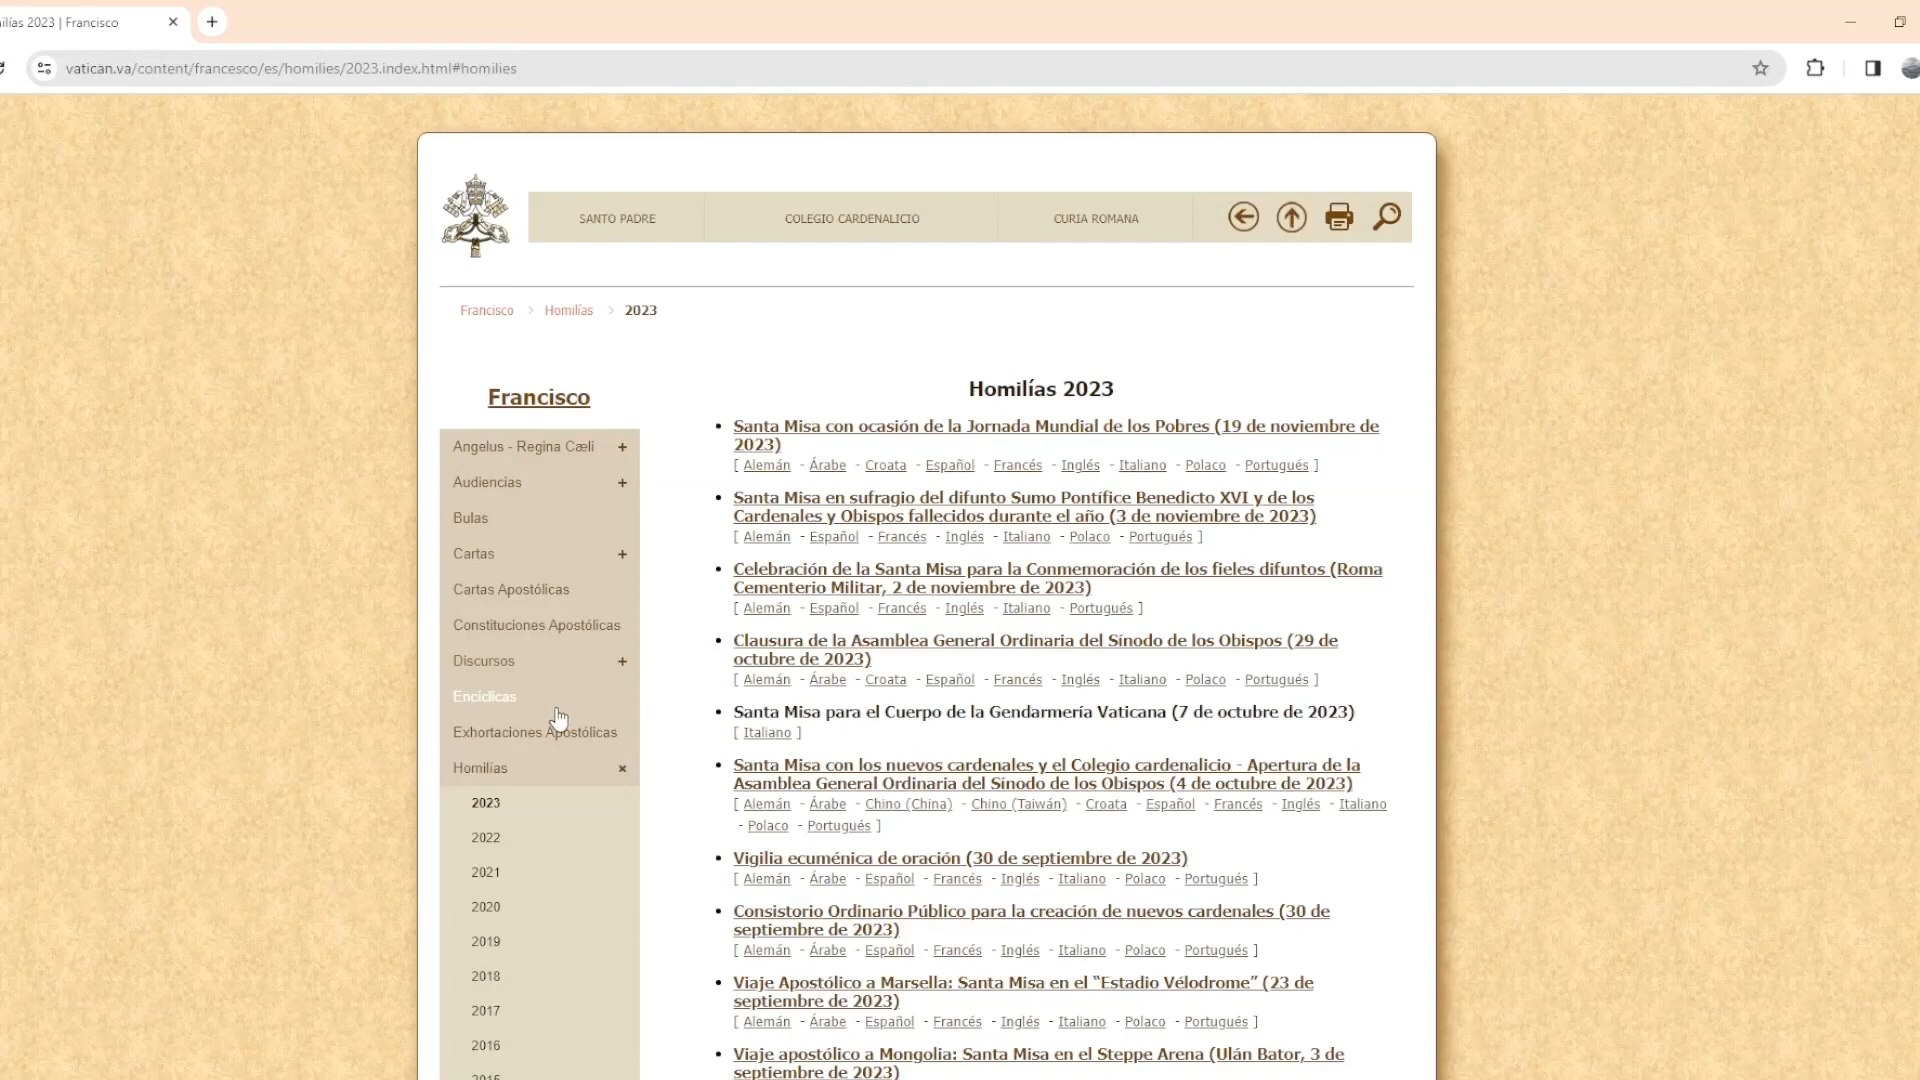 ilías 2023 | Francisco
vatican.va/content/francesco/es/homilies/2023.index.html#homilies
SANTO PADRE
COLEGIO CARDENALICIO
CURIA ROMANA
Francisco > Homilías > 2023
Francisco
Angelus - Regina Cæli +
Audiencias +
Bulas
Cartas +
Cartas Apostólicas
Constituciones Apostólicas
Discursos +
Encíclicas
Exhortaciones Apostólicas
Homilías ×
2023
2022
2021
2020
2019
2018
2017
2016
2015
Homilías 2023
• Santa Misa con ocasión de la Jornada Mundial de los Pobres (19 de noviembre de
2023)
[ Alemán - Árabe - Croata - Español - Francés - Inglés - Italiano - Polaco - Portugués ]
• Santa Misa en sufragio del difunto Sumo Pontífice Benedicto XVI y de los
Cardenales y Obispos fallecidos durante el año (3 de noviembre de 2023)
[ Alemán - Español - Francés - Inglés - Italiano - Polaco - Portugués ]
• Celebración de la Santa Misa para la Conmemoración de los fieles difuntos (Roma
Cementerio Militar, 2 de noviembre de 2023)
[ Alemán - Español - Francés - Inglés - Italiano - Portugués ]
• Clausura de la Asamblea General Ordinaria del Sínodo de los Obispos (29 de
octubre de 2023)
[ Alemán - Árabe - Croata - Español - Francés - Inglés - Italiano - Polaco - Portugués ]
• Santa Misa para el Cuerpo de la Gendarmería Vaticana (7 de octubre de 2023)
[ Italiano ]
• Santa Misa con los nuevos cardenales y el Colegio cardenalicio - Apertura de la
Asamblea General Ordinaria del Sínodo de los Obispos (4 de octubre de 2023)
[ Alemán - Árabe - Chino (China) - Chino (Taiwán) - Croata - Español - Francés - Inglés - Italiano
- Polaco - Portugués ]
• Vigilia ecuménica de oración (30 de septiembre de 2023)
[ Alemán - Árabe - Español - Francés - Inglés - Italiano - Polaco - Portugués ]
• Consistorio Ordinario Público para la creación de nuevos cardenales (30 de
septiembre de 2023)
[ Alemán - Árabe - Español - Francés - Inglés - Italiano - Polaco - Portugués ]
• Viaje Apostólico a Marsella: Santa Misa en el “Estadio Vélodrome” (23 de
septiembre de 2023)
[ Alemán - Árabe - Español - Francés - Inglés - Italiano - Polaco - Portugués ]
• Viaje apostólico a Mongolia: Santa Misa en el Steppe Arena (Ulán Bator, 3 de
septiembre de 2023)